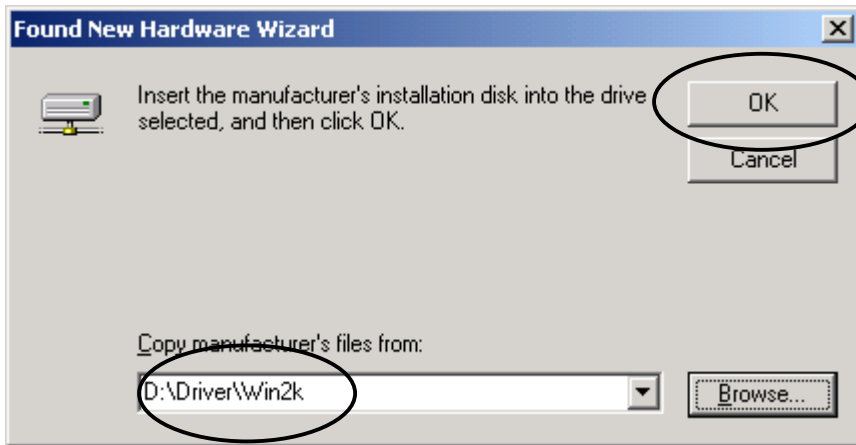 Found New Hardware Wizard
Insert the manufacturer's installation disk into the drive
selected, and then click OK.
OK
Cancel
Copy manufacturer's files from:
D:\Driver\Win2k
Browse...